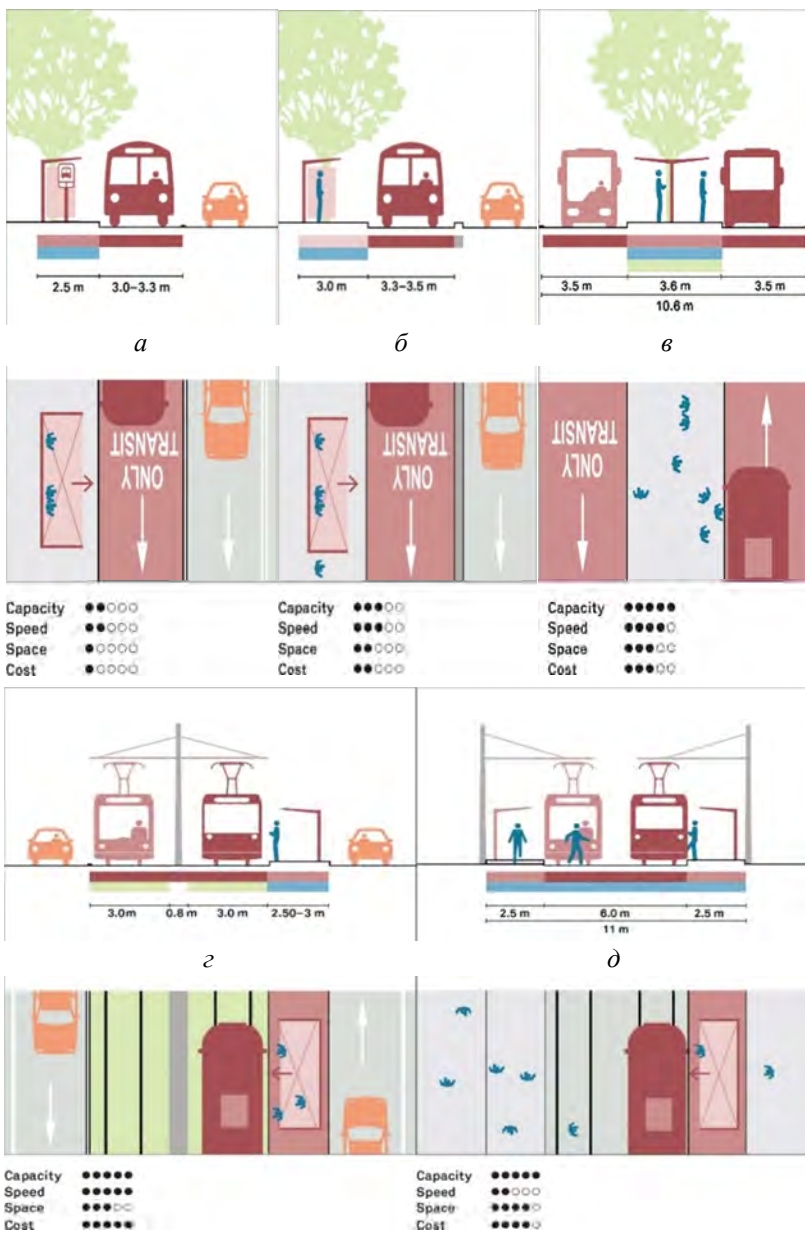 2.5 m 3.0–3.3 m
3.0 m 3.3–3.5 m
3.5 m 3.6 m 3.5 m
10.6 m
а б в
ONLY TRANSIT
ONLY TRANSIT
ONLY TRANSIT
Capacity ●●○○○
Speed ●●○○○
Space ●○○○○
Cost ●○○○○
Capacity ●●●○○
Speed ●●●○○
Space ●●○○○
Cost ●●○○○
Capacity ●●●●●
Speed ●●●●○
Space ●●●○○
Cost ●●●○○
3.0 m 0.8 m 3.0 m 2.50–3 m
2.5 m 6.0 m 2.5 m
11 m
г д
Capacity ●●●●●
Speed ●●●●●
Space ●●●○○
Cost ●●●●●
Capacity ●●●●●
Speed ●●○○○
Space ●●●●○
Cost ●●●●○